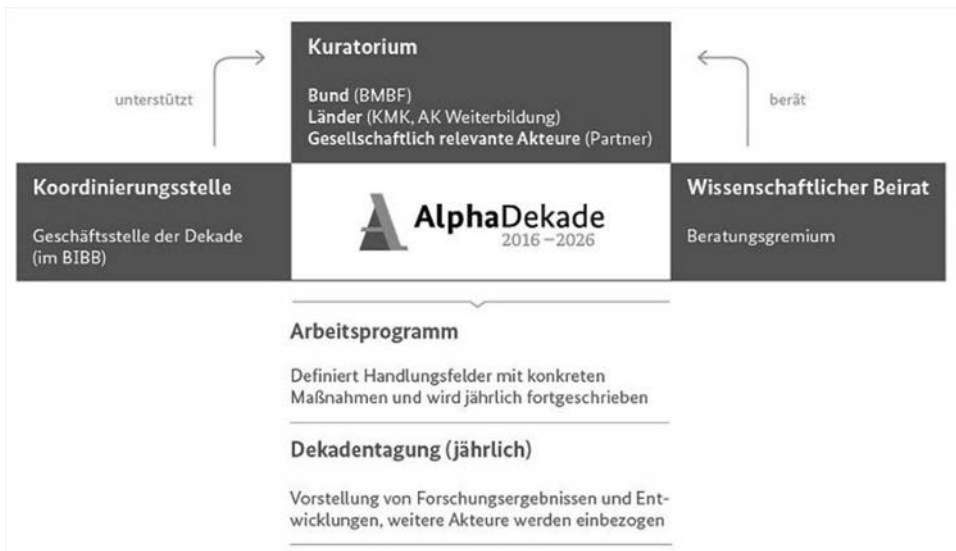 Kuratorium
Bund (BMBF)
Länder (KMK, AK Weiterbildung)
Gesellschaftlich relevante Akteure (Partner)
unterstützt
berät
Koordinierungsstelle
Geschäftsstelle der Dekade
(im BIBB)
AlphaDekade
2016–2026
Wissenschaftlicher Beirat
Beratungsgremium
Arbeitsprogramm
Definiert Handlungsfelder mit konkreten
Maßnahmen und wird jährlich fortgeschrieben
Dekadentagung (jährlich)
Vorstellung von Forschungsergebnissen und Ent-
wicklungen, weitere Akteure werden einbezogen